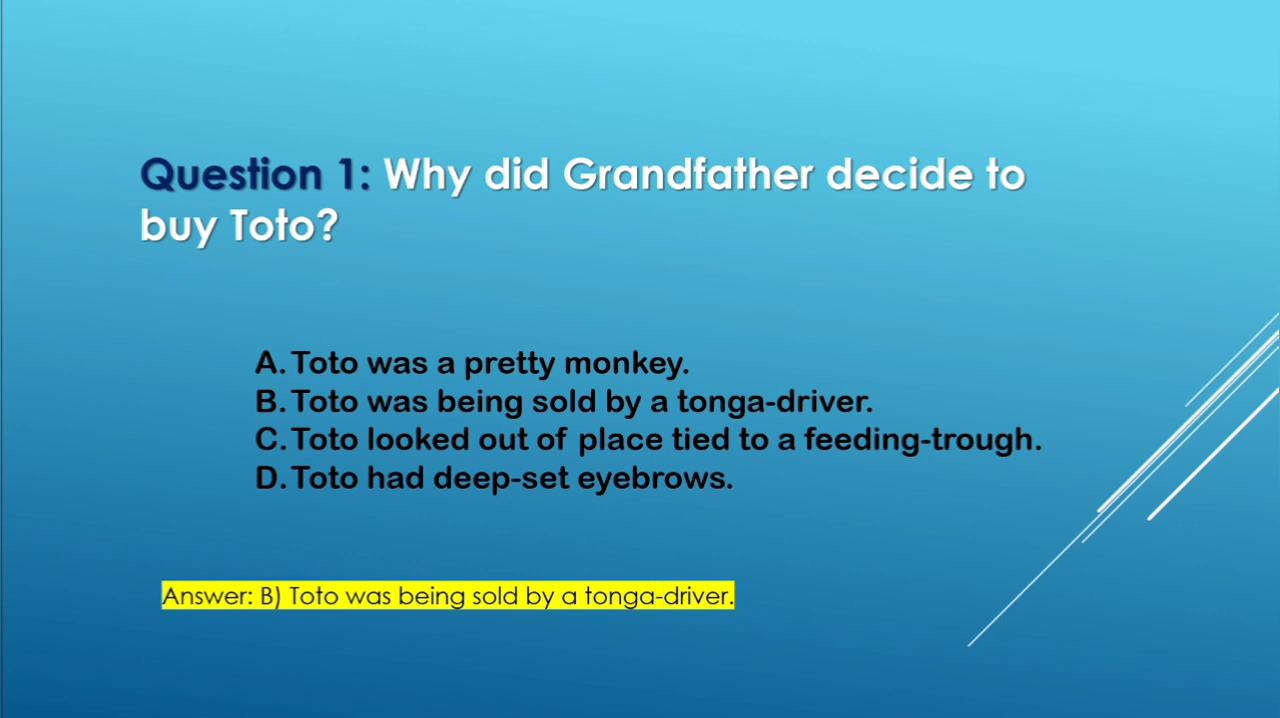 Question 1: Why did Grandfather decide to
buy Toto?
A. Toto was a pretty monkey.
B. Toto was being sold by a tonga-driver.
C. Toto looked out of place tied to a feeding-trough.
D. Toto had deep-set eyebrows.
Answer: B) Toto was being sold by a tonga-driver.